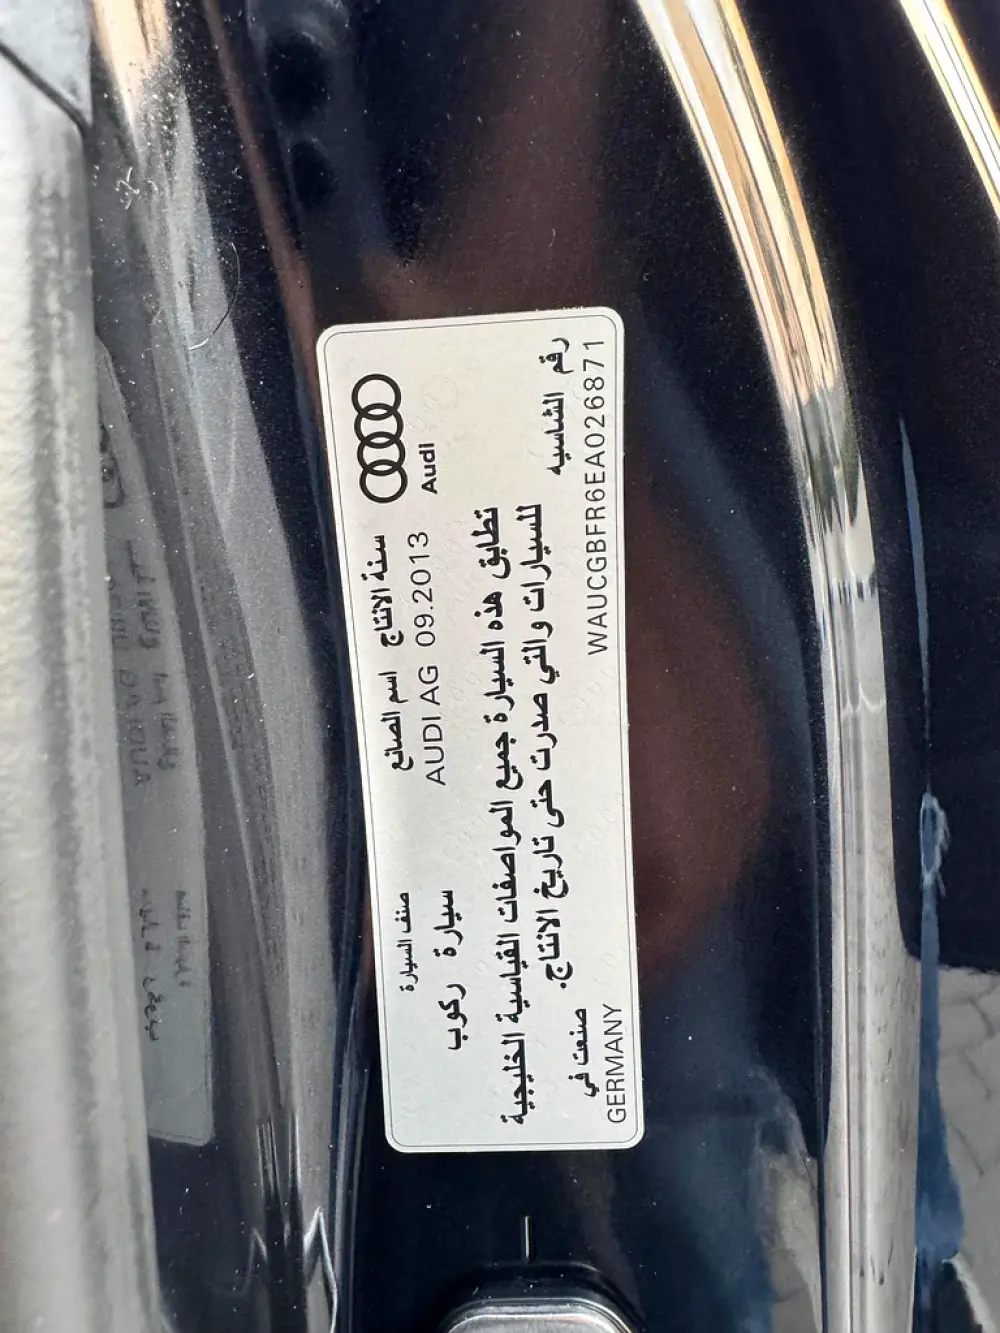 Audi
سنة الانتاج اسم الصانع صنف السيارة
AUDI AG 09.2013
سيارة ركوب
تطابق هذه السيارة جميع المواصفات القياسية الخليجية
للسيارات والتي صدرت حتى تاريخ الانتاج.
رقم الشاسيه
WAUCGBFR6EA026871
صنعت في
GERMANY